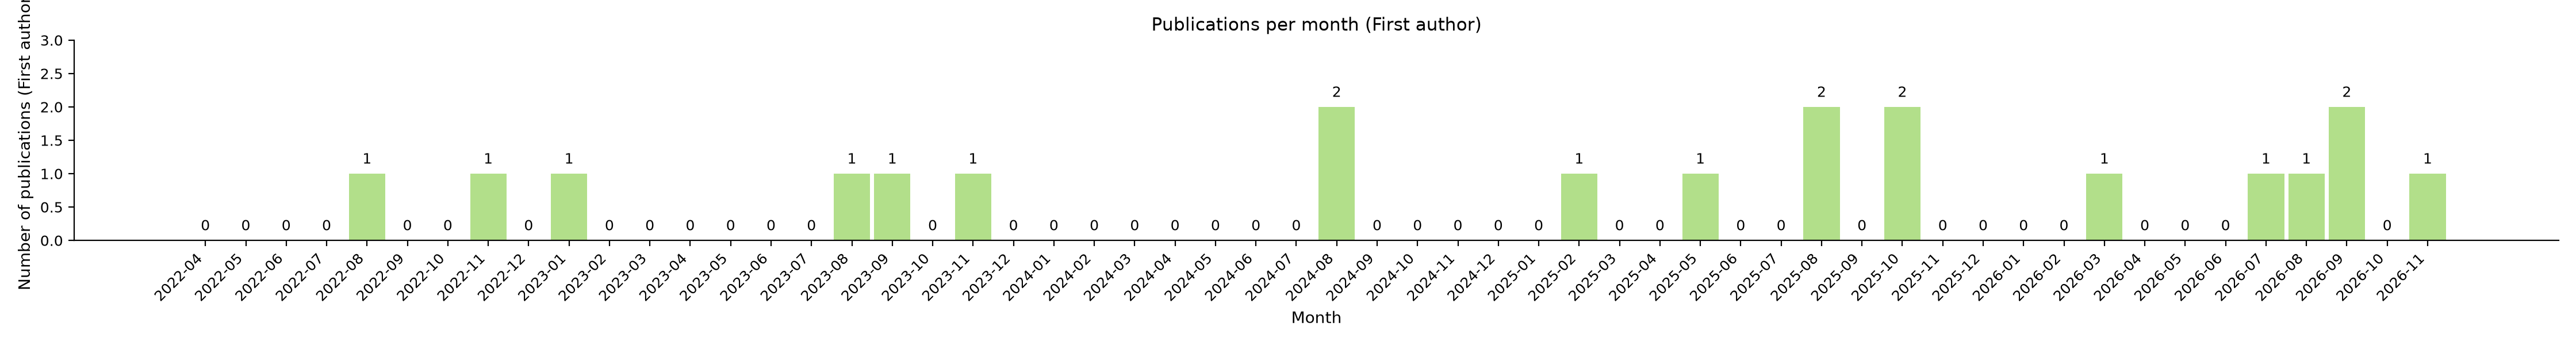 Publications per month (First author)
Number of publications (First author
3.0
2.5
2.0
1.5
1.0
0.5
0.0
0 0 0 0 1 0 0 1 0 1 0 0 0 0 0 0 1 1 0 1 0 0 0 0 0 0 0 0 2 0 0 0 0 0 1 0 0 1 0 0 2 0 2 0 0 0 0 1 0 0 0 1 1 2 0 1
2022-04 2022-05 2022-06 2022-07 2022-08 2022-09 2022-10 2022-11 2022-12 2023-01 2023-02 2023-03 2023-04 2023-05 2023-06 2023-07 2023-08 2023-09 2023-10 2023-11 2023-12 2024-01 2024-02 2024-03 2024-04 2024-05 2024-06 2024-07 2024-08 2024-09 2024-10 2024-11 2024-12 2025-01 2025-02 2025-03 2025-04 2025-05 2025-06 2025-07 2025-08 2025-09 2025-10 2025-11 2025-12 2026-01 2026-02 2026-03 2026-04 2026-05 2026-06 2026-07 2026-08 2026-09 2026-10 2026-11
Month